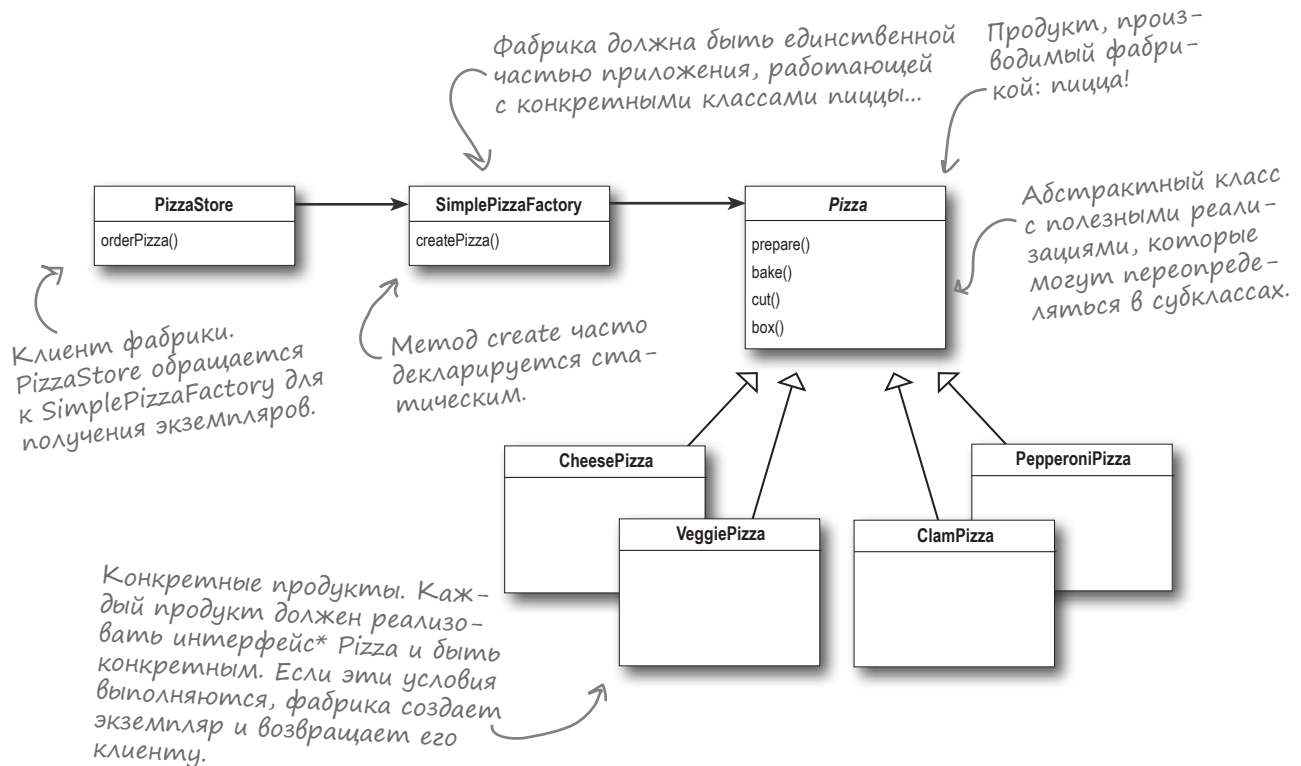 Фабрика должна быть единственной
частью приложения, работающей
с конкретными классами пиццы...
Продукт, произ-
водимый фабри-
кой: пицца!
PizzaStore
orderPizza()
SimplePizzaFactory
createPizza()
Pizza
prepare()
bake()
cut()
box()
Абстрактный класс
с полезными реали-
зациями, которые
могут переопреде-
ляться в субклассах.
Клиент фабрики.
PizzaStore обращается
к SimplePizzaFactory для
получения экземпляров.
Метод create часто
декларируется ста-
тическим.
CheesePizza
PepperoniPizza
VeggiePizza
ClamPizza
Конкретные продукты. Каж-
дый продукт должен реализо-
вать интерфейс* Pizza и быть
конкретным. Если эти условия
выполняются, фабрика создает
экземпляр и возвращает его
клиенту.